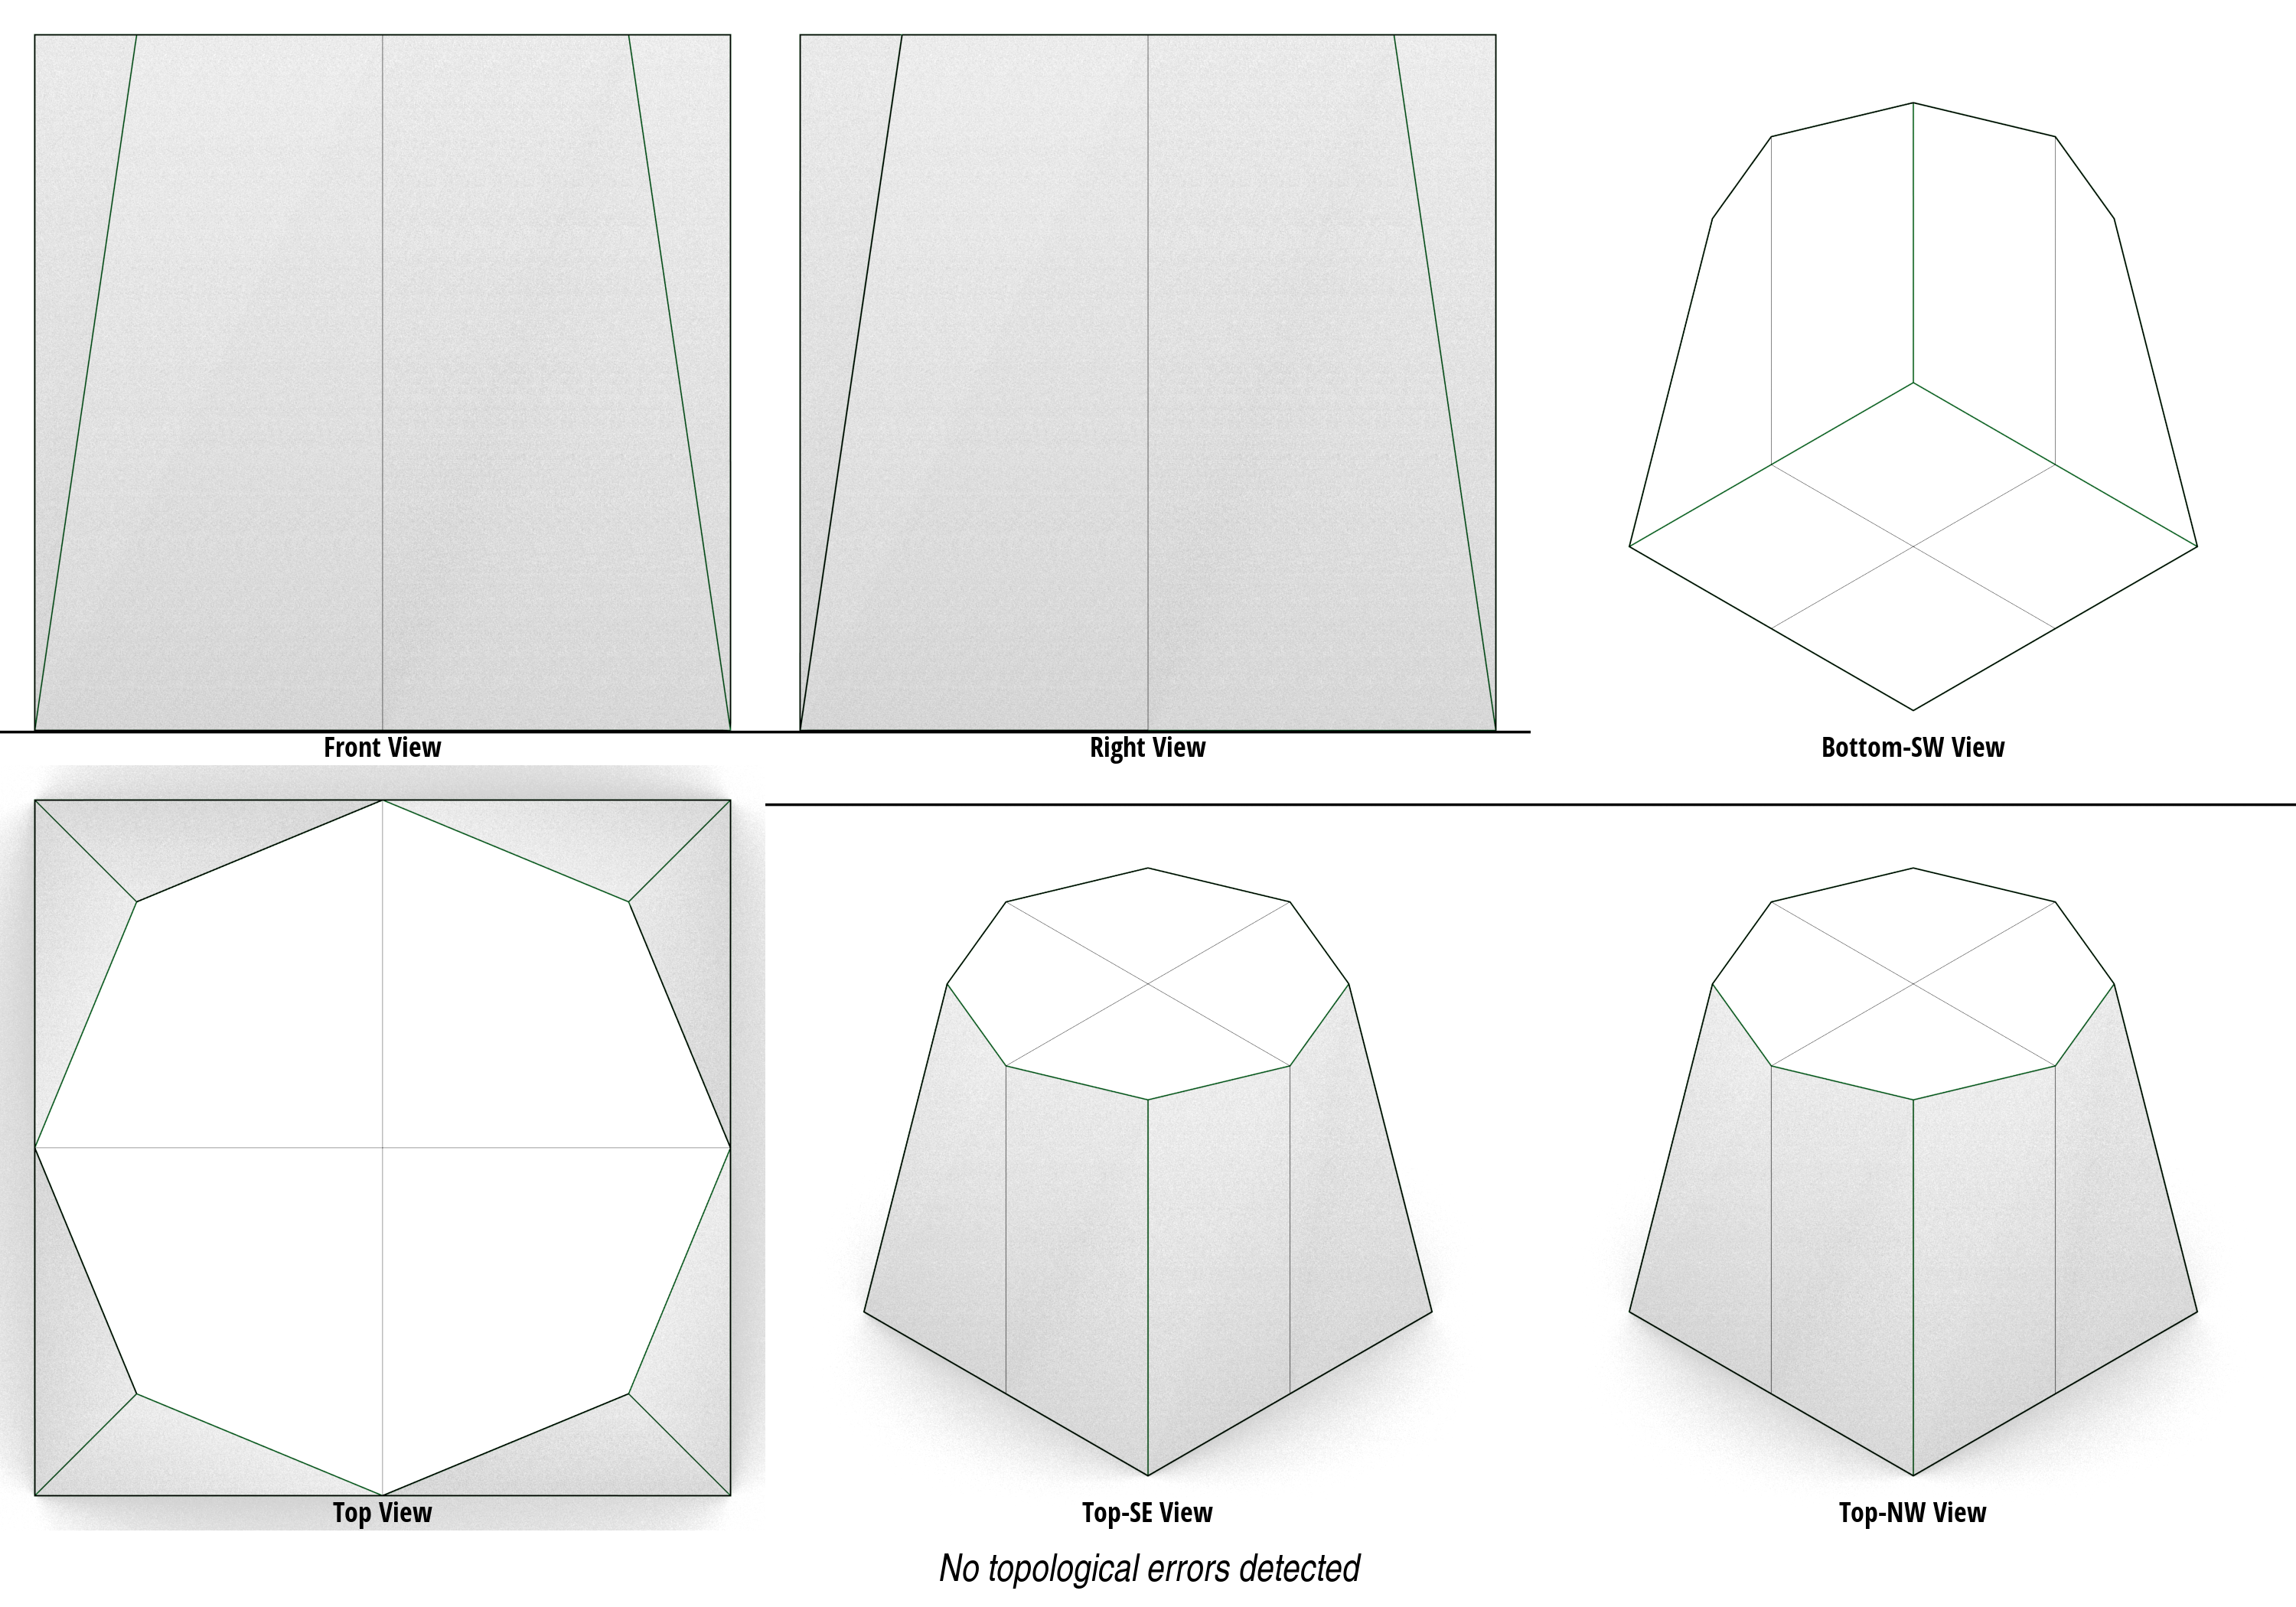 Front View
Right View
Bottom-SW View
Top View
Top-SE View
Top-NW View
No topological errors detected